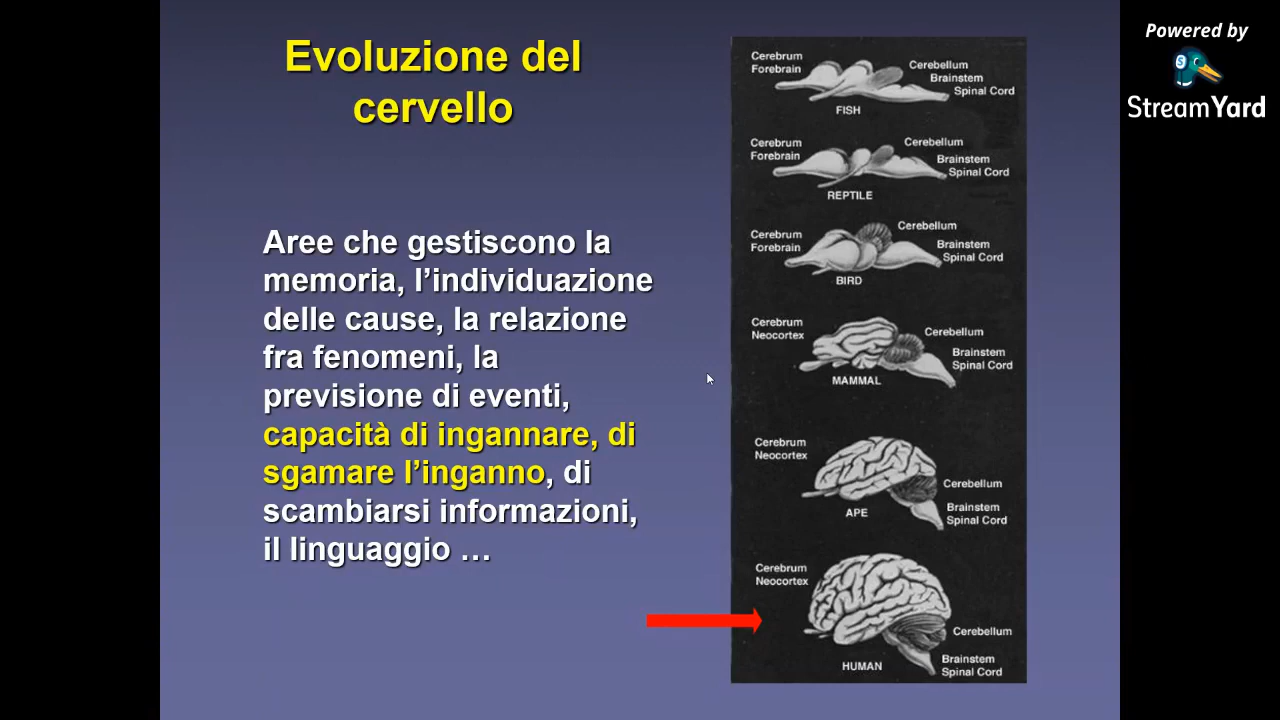 Evoluzione del
cervello
Aree che gestiscono la
memoria, l’individuazione
delle cause, la relazione
fra fenomeni, la
previsione di eventi,
capacità di ingannare, di
sgamare l’inganno, di
scambiarsi informazioni,
il linguaggio …
Cerebrum
Forebrain
Cerebellum
Brainstem
Spinal Cord
FISH
Cerebrum
Forebrain
Cerebellum
Brainstem
Spinal Cord
REPTILE
Cerebrum
Forebrain
Cerebellum
Brainstem
Spinal Cord
BIRD
Cerebrum
Neocortex
Cerebellum
Brainstem
Spinal Cord
MAMMAL
Cerebrum
Neocortex
Cerebellum
Brainstem
Spinal Cord
APE
Cerebrum
Neocortex
Cerebellum
Brainstem
Spinal Cord
HUMAN
Powered by
StreamYard